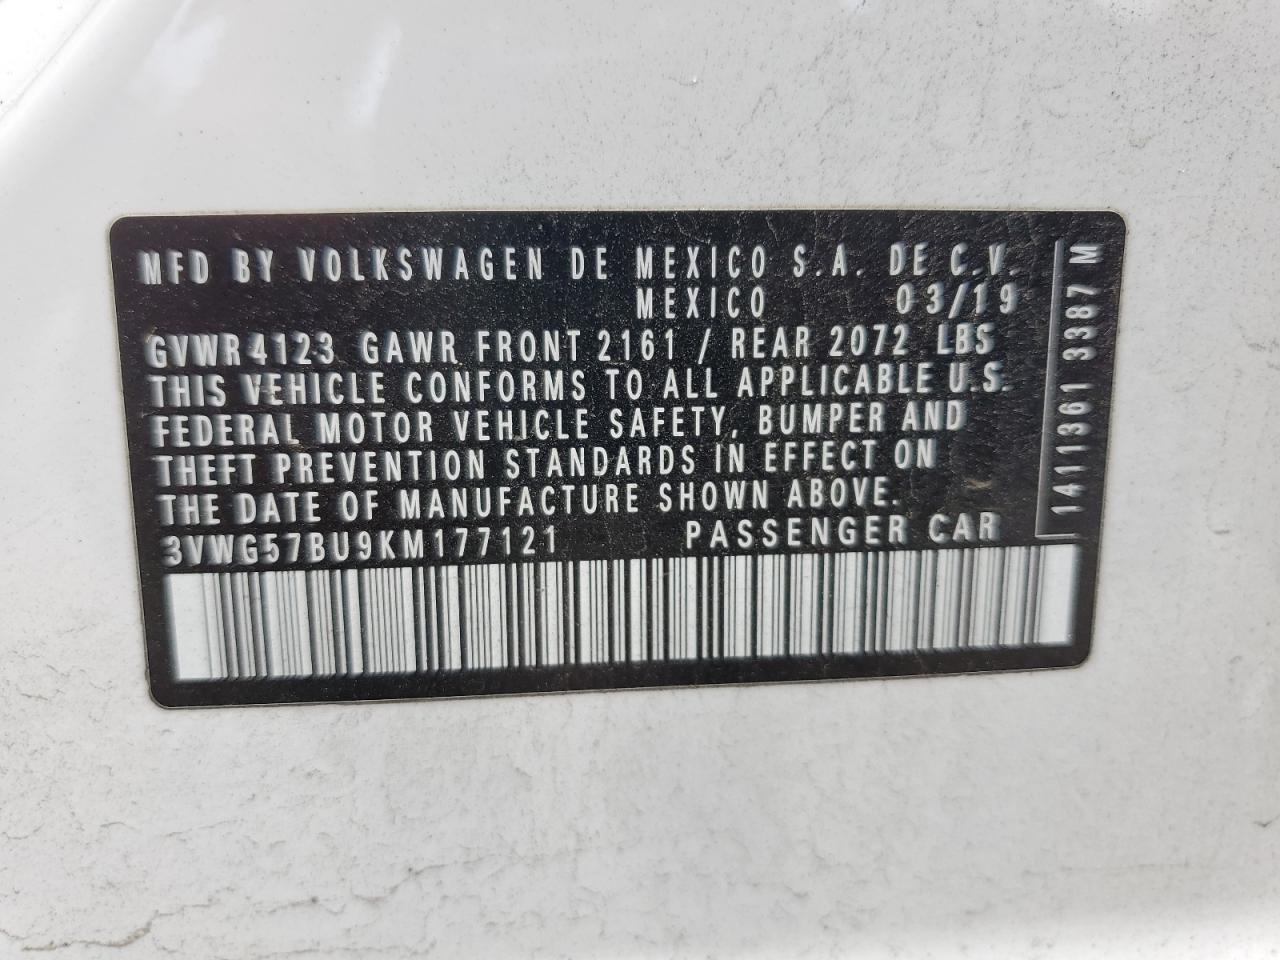 MFD BY VOLKSWAGEN DE MEXICO S.A. DE C.V.
MEXICO 03/19
GVWR 4123 GAWR FRONT 2161 / REAR 2072 LBS
THIS VEHICLE CONFORMS TO ALL APPLICABLE U.S.
FEDERAL MOTOR VEHICLE SAFETY, BUMPER AND
THEFT PREVENTION STANDARDS IN EFFECT ON
THE DATE OF MANUFACTURE SHOWN ABOVE.
3VWG57BU9KM177121 PASSENGER CAR
1411361 3387 M